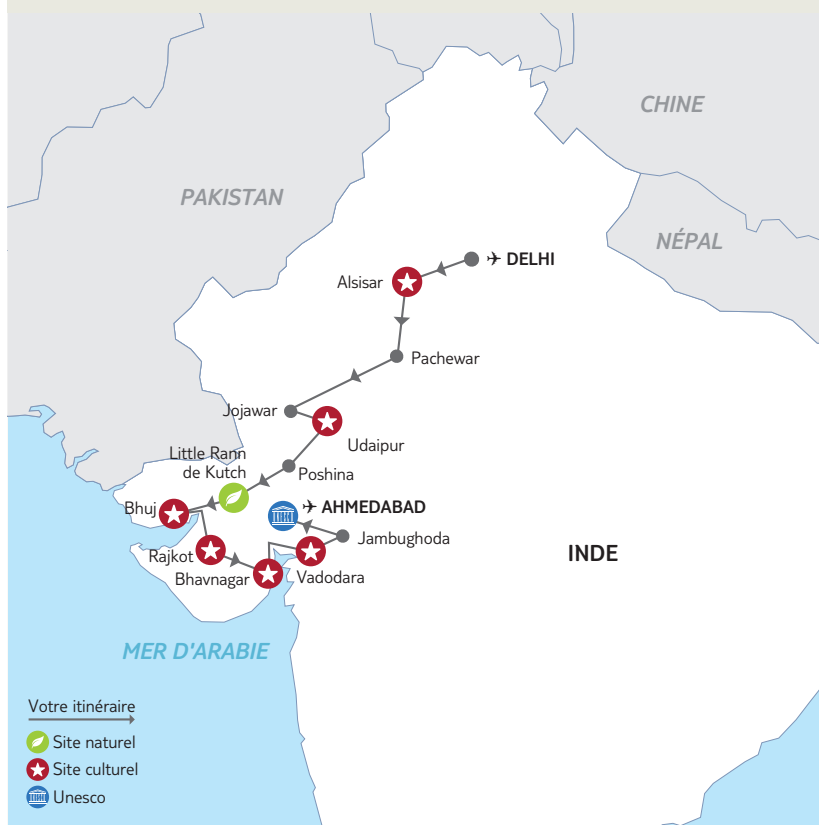 CHINE
PAKISTAN
NÉPAL
DELHI
Alsisar
Pachewar
Jojawar
Udaipur
Little Rann
de Kutch
Poshina
Bhuj
AHMEDABAD
Jambughoda
Rajkot
INDE
Bhavnagar
Vadodara
MER D'ARABIE
Votre itinéraire
Site naturel
Site culturel
Unesco